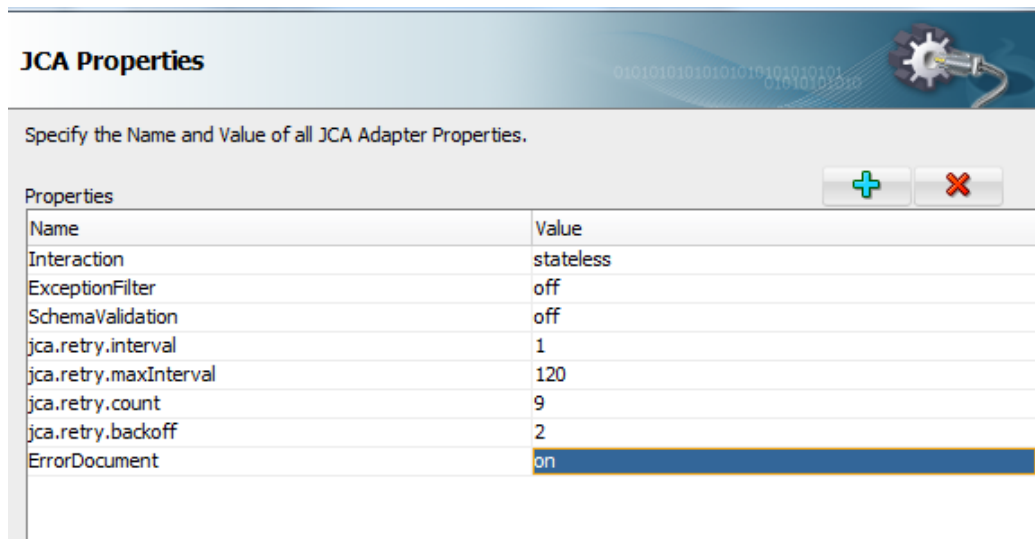 JCA Properties
Specify the Name and Value of all JCA Adapter Properties.
Properties
Name Value
Interaction stateless
ExceptionFilter off
SchemaValidation off
jca.retry.interval 1
jca.retry.maxInterval 120
jca.retry.count 9
jca.retry.backoff 2
ErrorDocument on